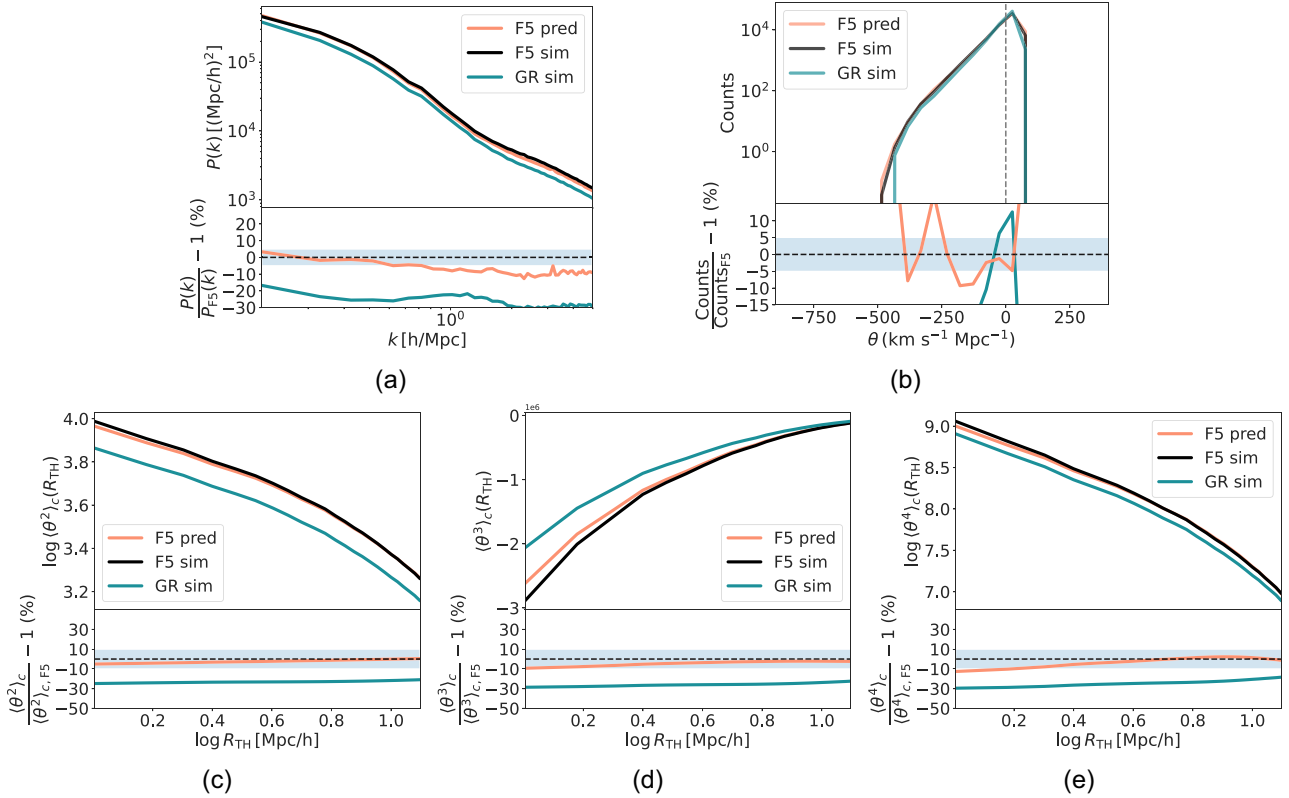 P(k) [(Mpc/h)²]
10⁵
10⁴
10³
F5 pred
F5 sim
GR sim
P(k)/P_F5(k) − 1 (%)
20
10
0
−10
−20
−30
10⁰
k [h/Mpc]
(a)
Counts
10⁴
10²
10⁰
F5 pred
F5 sim
GR sim
Counts/Counts_F5 − 1 (%)
10
5
0
−5
−10
−15
−750 −500 −250 0 250
θ (km s⁻¹ Mpc⁻¹)
(b)
log⟨θ²⟩_c(R_TH)
4.0
3.8
3.6
3.4
3.2
F5 pred
F5 sim
GR sim
⟨θ²⟩_c/⟨θ²⟩_c, F5 − 1 (%)
30
10
−10
−30
−50
0.2 0.4 0.6 0.8 1.0
log R_TH [Mpc/h]
(c)
1e6
⟨θ³⟩_c(R_TH)
0
−1
−2
−3
F5 pred
F5 sim
GR sim
⟨θ³⟩_c/⟨θ³⟩_c, F5 − 1 (%)
30
10
−10
−30
−50
0.2 0.4 0.6 0.8 1.0
log R_TH [Mpc/h]
(d)
log⟨θ⁴⟩_c(R_TH)
9.0
8.5
8.0
7.5
7.0
F5 pred
F5 sim
GR sim
⟨θ⁴⟩_c/⟨θ⁴⟩_c, F5 − 1 (%)
30
10
−10
−30
−50
0.2 0.4 0.6 0.8 1.0
log R_TH [Mpc/h]
(e)